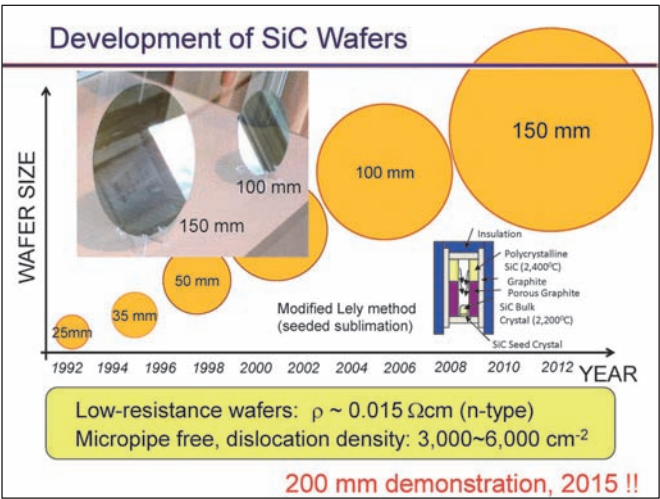 Development of SiC Wafers
WAFER SIZE
150 mm
100 mm
100 mm
150 mm
50 mm
35 mm
25mm
Insulation
Polycrystalline
SiC (2,400⁰C)
Graphite
Porous Graphite
SiC Bulk
Crystal (2,200⁰C)
SiC Seed Crystal
Modified Lely method
(seeded sublimation)
1992 1994 1996 1998 2000 2002 2004 2006 2008 2010 2012 YEAR
Low-resistance wafers: ρ ~ 0.015 Ωcm (n-type)
Micropipe free, dislocation density: 3,000~6,000 cm⁻²
200 mm demonstration, 2015 !!